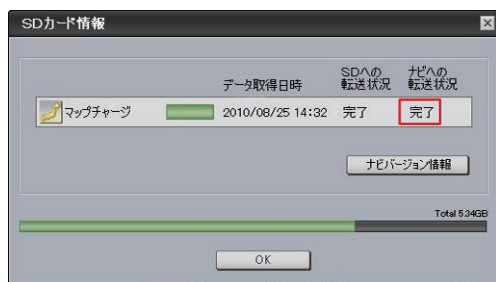 SDカード情報
データ取得日時 SDへの転送状況 ナビへの転送状況
マップチャージ 2010/08/25 14:32 完了 完了
ナビバージョン情報
Total 5.34GB
OK